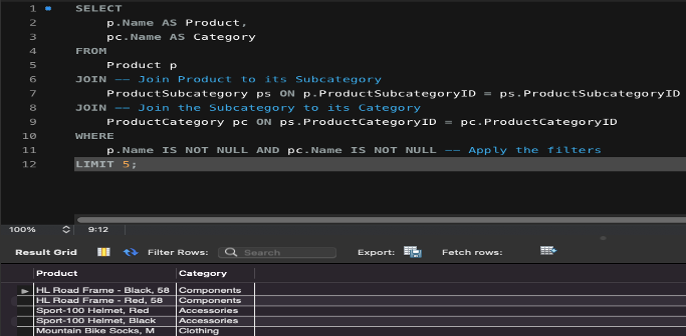 1 SELECT
2 p.Name AS Product,
3 pc.Name AS Category
4 FROM
5 Product p
6 JOIN -- Join Product to its Subcategory
7 ProductSubcategory ps ON p.ProductSubcategoryID = ps.ProductSubcategoryID
8 JOIN -- Join the Subcategory to its Category
9 ProductCategory pc ON ps.ProductCategoryID = pc.ProductCategoryID
10 WHERE
11 p.Name IS NOT NULL AND pc.Name IS NOT NULL -- Apply the filters
12 LIMIT 5;
100% 9:12
Result Grid Filter Rows: Search Export: Fetch rows:
Product Category
HL Road Frame - Black, 58 Components
HL Road Frame - Red, 58 Components
Sport-100 Helmet, Red Accessories
Sport-100 Helmet, Black Accessories
Mountain Bike Socks, M Clothing